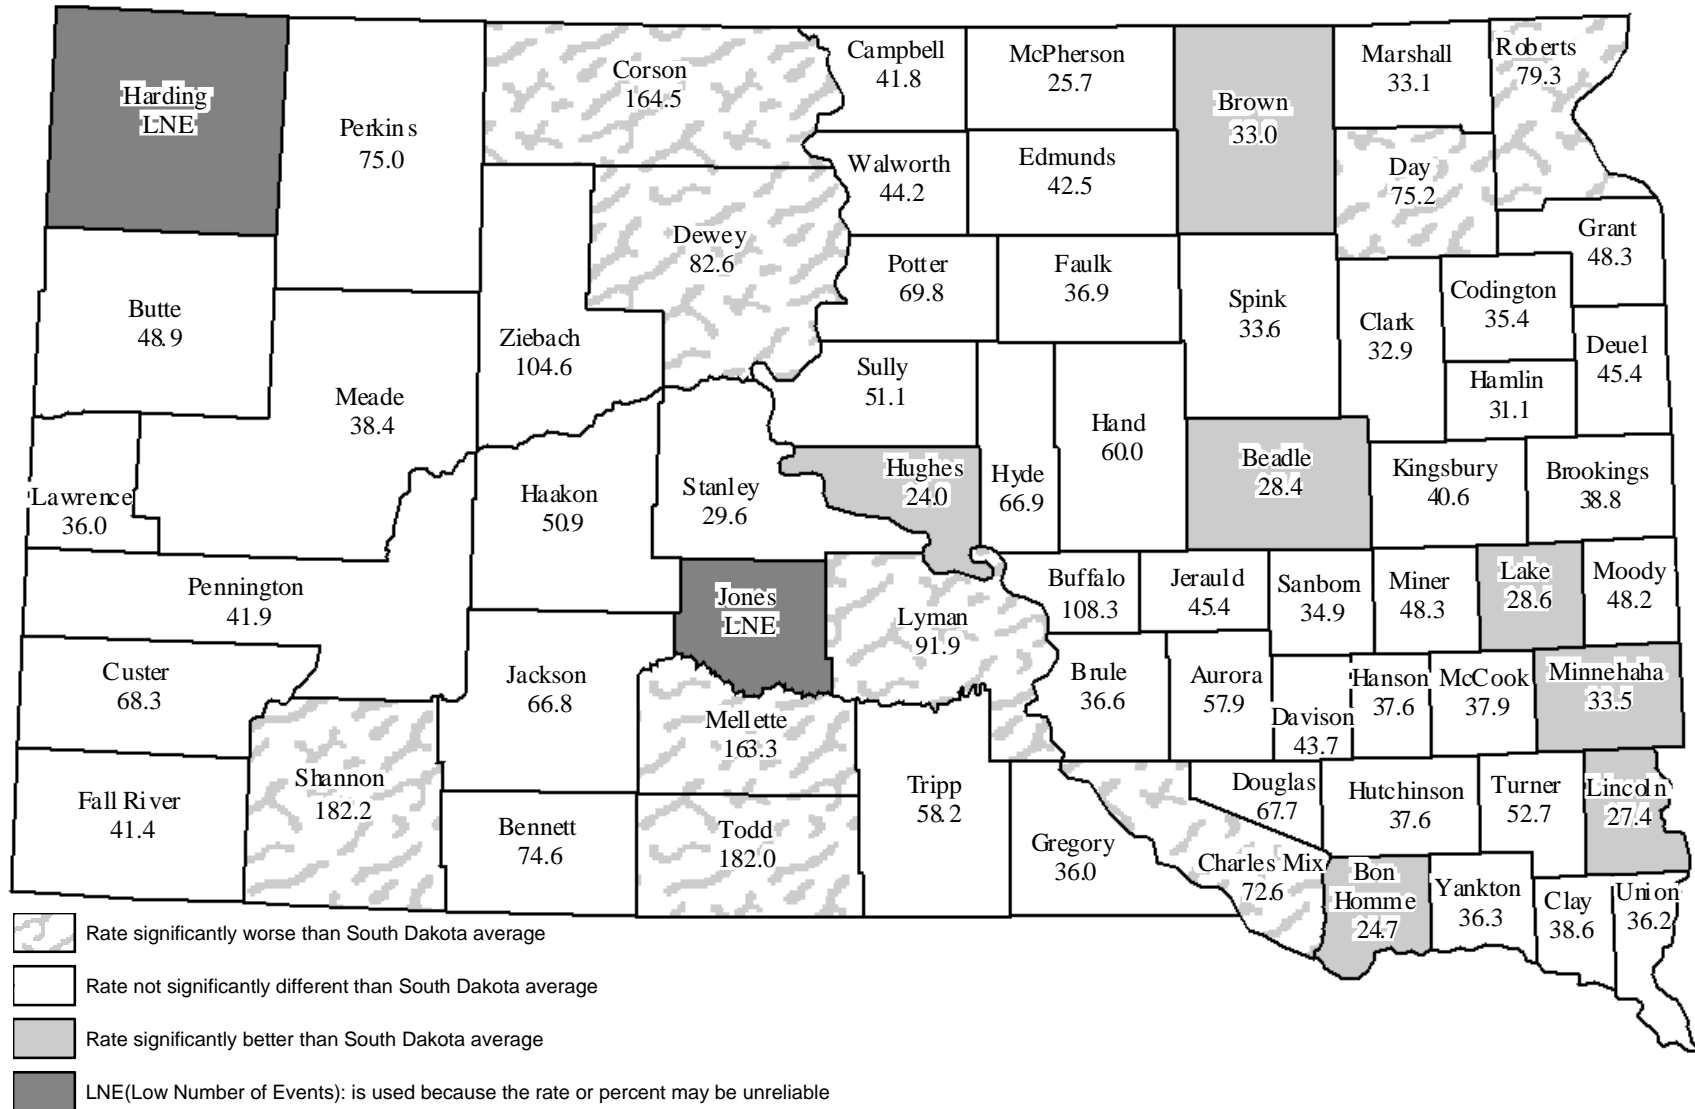 Harding
LNE
Perkins
75.0
Corson
164.5
Campbell
41.8
McPherson
25.7
Brown
33.0
Marshall
33.1
Roberts
79.3
Walworth
44.2
Edmunds
42.5
Day
75.2
Grant
48.3
Dewey
82.6
Potter
69.8
Faulk
36.9
Spink
33.6
Codington
35.4
Clark
32.9
Deuel
45.4
Butte
48.9
Ziebach
104.6
Sully
51.1
Hamlin
31.1
Meade
38.4
Hand
60.0
Hughes
24.0
Hyde
66.9
Beadle
28.4
Kingsbury
40.6
Brookings
38.8
Lawrence
36.0
Haakon
50.9
Stanley
29.6
Pennington
41.9
Jones
LNE
Lyman
91.9
Buffalo
108.3
Jerauld
45.4
Sanborn
34.9
Miner
48.3
Lake
28.6
Moody
48.2
Custer
68.3
Jackson
66.8
Mellette
163.3
Brule
36.6
Aurora
57.9
Davison
43.7
Hanson
37.6
McCook
37.9
Minnehaha
33.5
Fall River
41.4
Shannon
182.2
Bennett
74.6
Todd
182.0
Tripp
58.2
Gregory
36.0
Douglas
67.7
Charles Mix
72.6
Hutchinson
37.6
Turner
52.7
Lincoln
27.4
Bon
Homme
24.7
Yankton
36.3
Clay
38.6
Union
36.2
Rate significantly worse than South Dakota average
Rate not significantly different than South Dakota average
Rate significantly better than South Dakota average
LNE(Low Number of Events): is used because the rate or percent may be unreliable